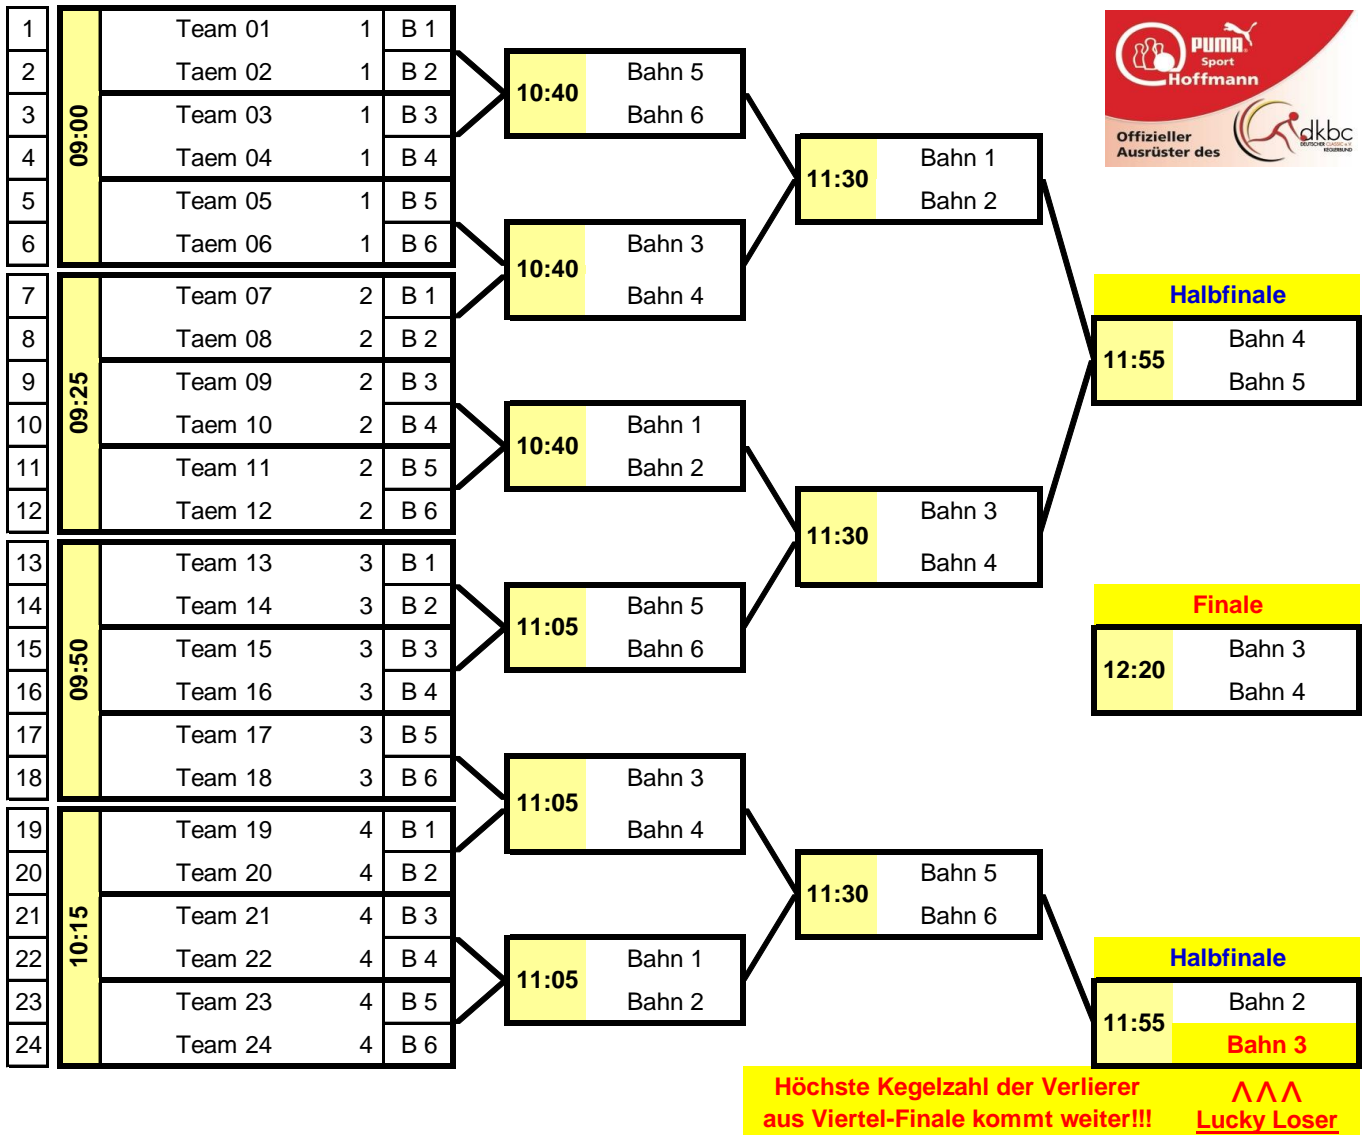 1 Team 01 1 B 1
2 Taem 02 1 B 2
3 Team 03 1 B 3
4 Taem 04 1 B 4
5 Team 05 1 B 5
6 Taem 06 1 B 6
09:00
7 Team 07 2 B 1
8 Taem 08 2 B 2
9 Team 09 2 B 3
10 Taem 10 2 B 4
11 Team 11 2 B 5
12 Taem 12 2 B 6
09:25
13 Team 13 3 B 1
14 Team 14 3 B 2
15 Team 15 3 B 3
16 Team 16 3 B 4
17 Team 17 3 B 5
18 Team 18 3 B 6
09:50
19 Team 19 4 B 1
20 Team 20 4 B 2
21 Team 21 4 B 3
22 Team 22 4 B 4
23 Team 23 4 B 5
24 Team 24 4 B 6
10:15
10:40
Bahn 5
Bahn 6
10:40
Bahn 3
Bahn 4
10:40
Bahn 1
Bahn 2
11:05
Bahn 5
Bahn 6
11:05
Bahn 3
Bahn 4
11:05
Bahn 1
Bahn 2
11:30
Bahn 1
Bahn 2
11:30
Bahn 3
Bahn 4
11:30
Bahn 5
Bahn 6
PUMA
Sport
Hoffmann
Offizieller
Ausrüster des
dkbc
DEUTSCHER CLASSIC e.V.
KEGLERBUND
Halbfinale
11:55
Bahn 4
Bahn 5
Finale
12:20
Bahn 3
Bahn 4
Halbfinale
11:55
Bahn 2
Bahn 3
Höchste Kegelzahl der Verlierer
aus Viertel-Finale kommt weiter!!!
ΛΛΛ
Lucky Loser